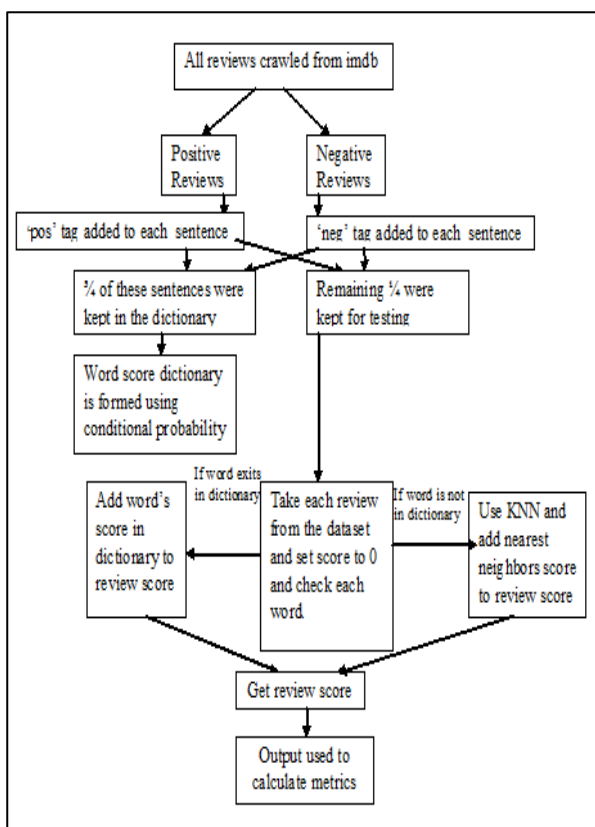 All reviews crawled from imdb
Positive
Reviews
Negative
Reviews
'pos' tag added to each sentence
'neg' tag added to each sentence
¾ of these sentences were
kept in the dictionary
Remaining ¼ were
kept for testing
Word score dictionary
is formed using
conditional probability
If word exits
in dictionary
If word is not
in dictionary
Add word's
score in
dictionary to
review score
Take each review
from the dataset
and set score to 0
and check each
word
Use KNN and
add nearest
neighbors score
to review score
Get review score
Output used to
calculate metrics